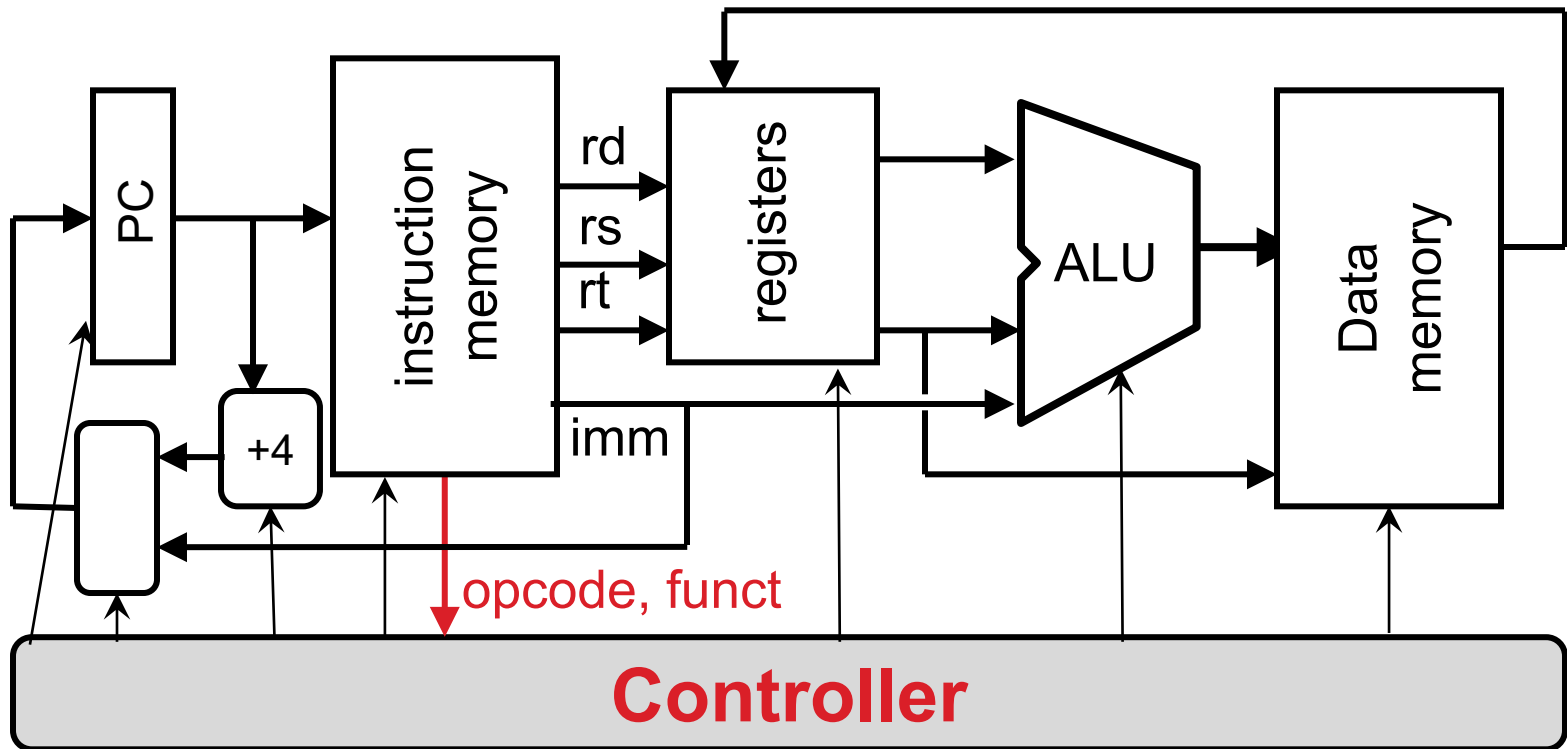 PC
instruction
memory
rd
rs
rt
imm
registers
ALU
Data
memory
+4
opcode, funct
Controller